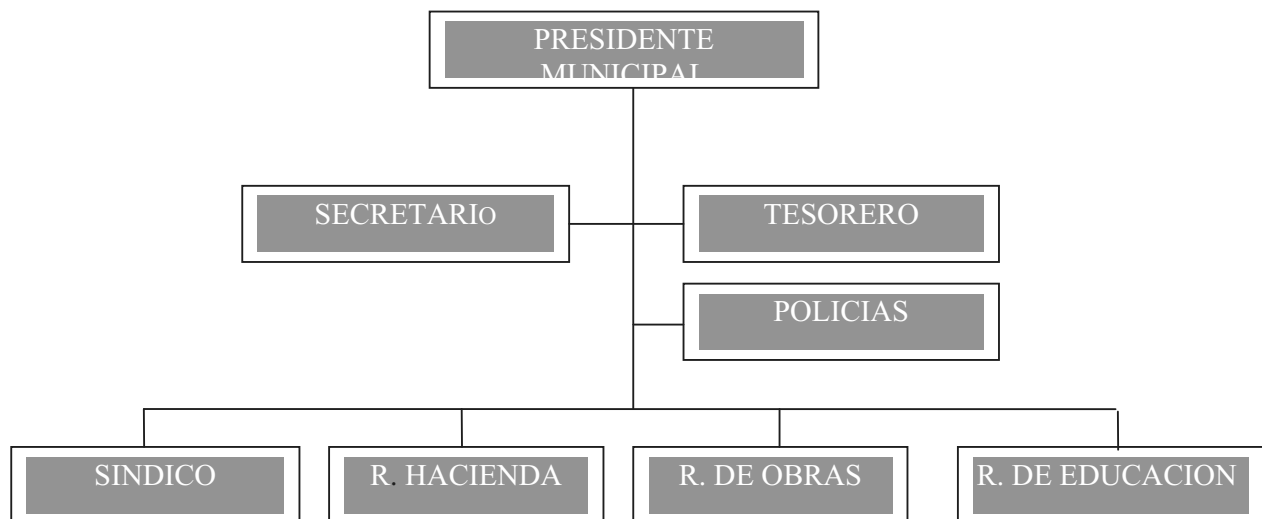 PRESIDENTE
MUNICIPAL
SECRETARIO
TESORERO
POLICIAS
SINDICO
R. HACIENDA
R. DE OBRAS
R. DE EDUCACION